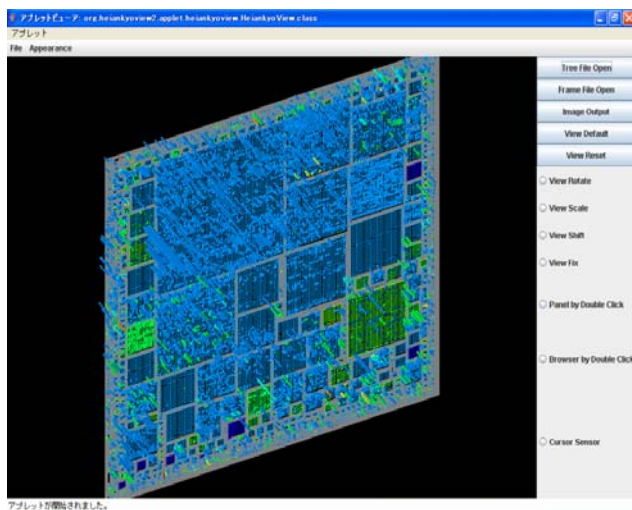 アプレットビューア: org.heiankyoview2.applet.heiankyoview.HeiankyoView.class
アプレット
File Appearance
Tree File Open
Frame File Open
Image Output
View Default
View Reset
View Rotate
View Scale
View Shift
View Fix
Panel by Double Click
Browser by Double Click
Cursor Sensor
アプレットが開始されました。